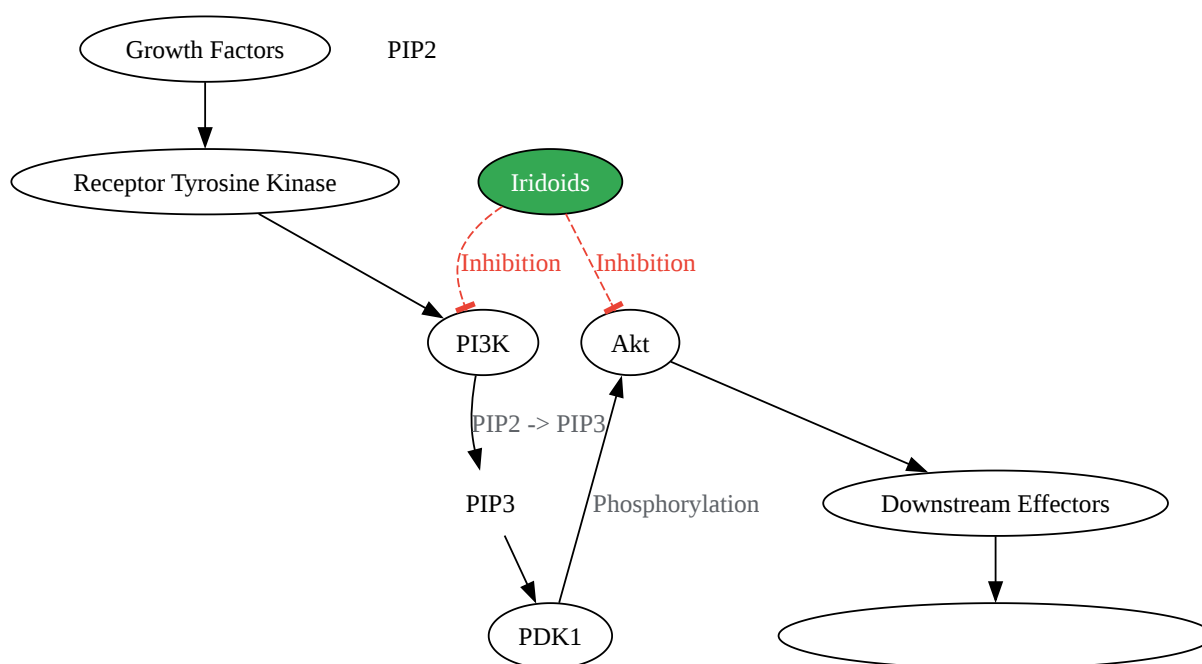 Growth Factors
PIP2
Receptor Tyrosine Kinase
Iridoids
Inhibition
Inhibition
PI3K
Akt
PIP2 -> PIP3
PIP3
Phosphorylation
Downstream Effectors
PDK1